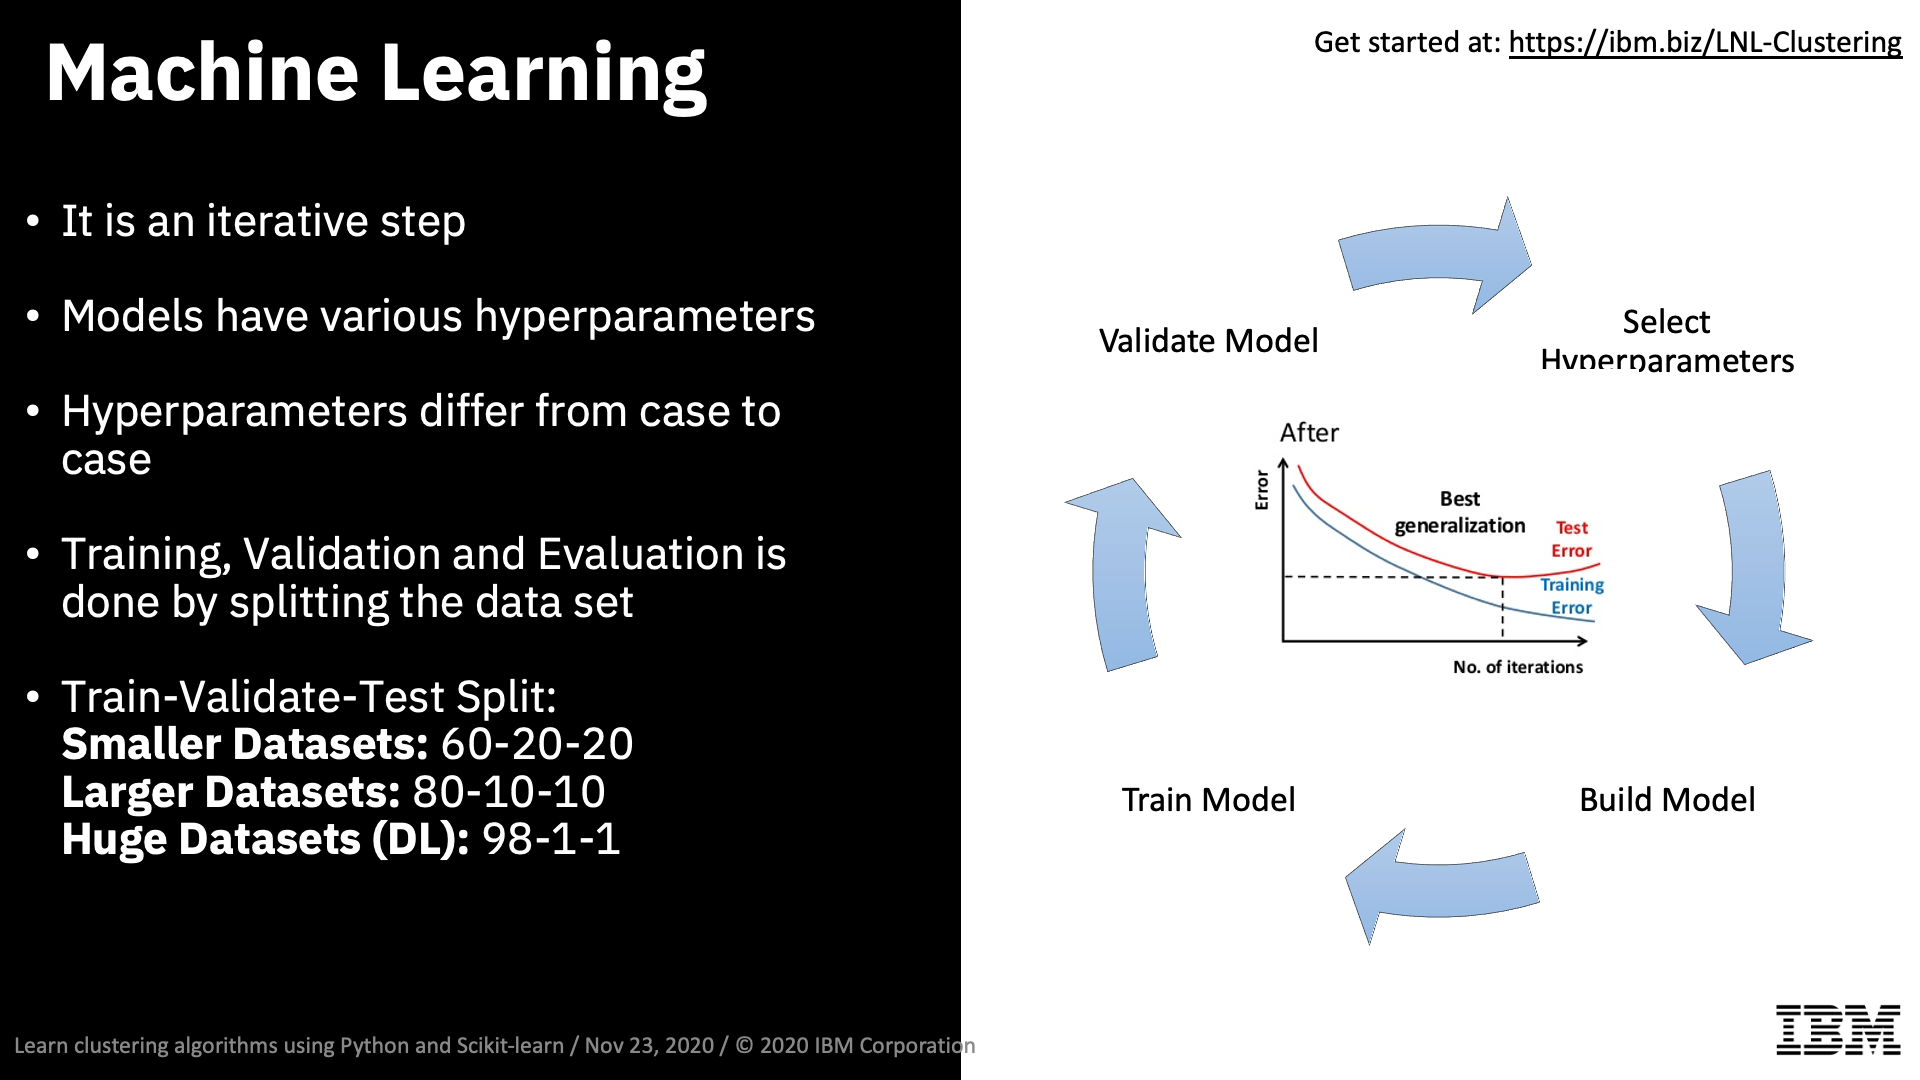 Machine Learning
Get started at: https://ibm.biz/LNL-Clustering
• It is an iterative step
• Models have various hyperparameters
• Hyperparameters differ from case to
case
• Training, Validation and Evaluation is
done by splitting the data set
• Train-Validate-Test Split:
Smaller Datasets: 60-20-20
Larger Datasets: 80-10-10
Huge Datasets (DL): 98-1-1
Validate Model
Select
Hyperparameters
After
Error
Best
generalization
Test
Error
Training
Error
No. of iterations
Train Model
Build Model
Learn clustering algorithms using Python and Scikit-learn / Nov 23, 2020 / © 2020 IBM Corporation
IBM